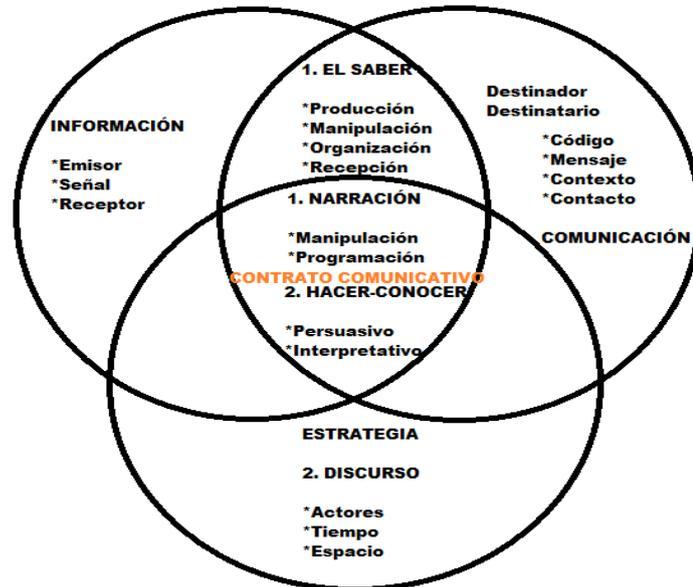 INFORMACIÓN
*Emisor
*Señal
*Receptor
1. EL SABER
*Producción
*Manipulación
*Organización
*Recepción
Destinador
Destinatario
*Código
*Mensaje
*Contexto
*Contacto
COMUNICACIÓN
1. NARRACIÓN
*Manipulación
*Programación
CONTRATO COMUNICATIVO
2. HACER-CONOCER
*Persuasivo
*Interpretativo
ESTRATEGIA
2. DISCURSO
*Actores
*Tiempo
*Espacio